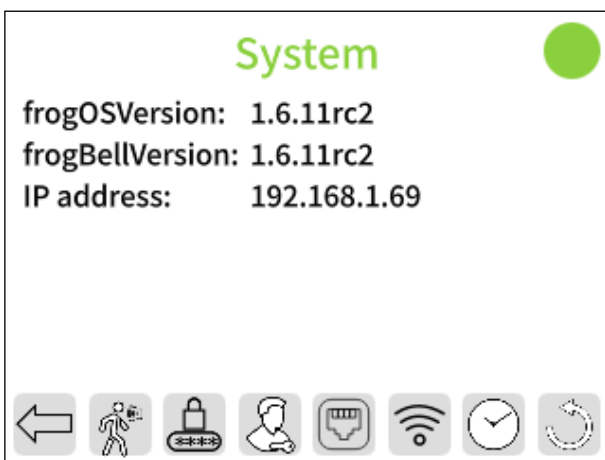 System
frogOSVersion: 1.6.11rc2
frogBellVersion: 1.6.11rc2
IP address: 192.168.1.69
****